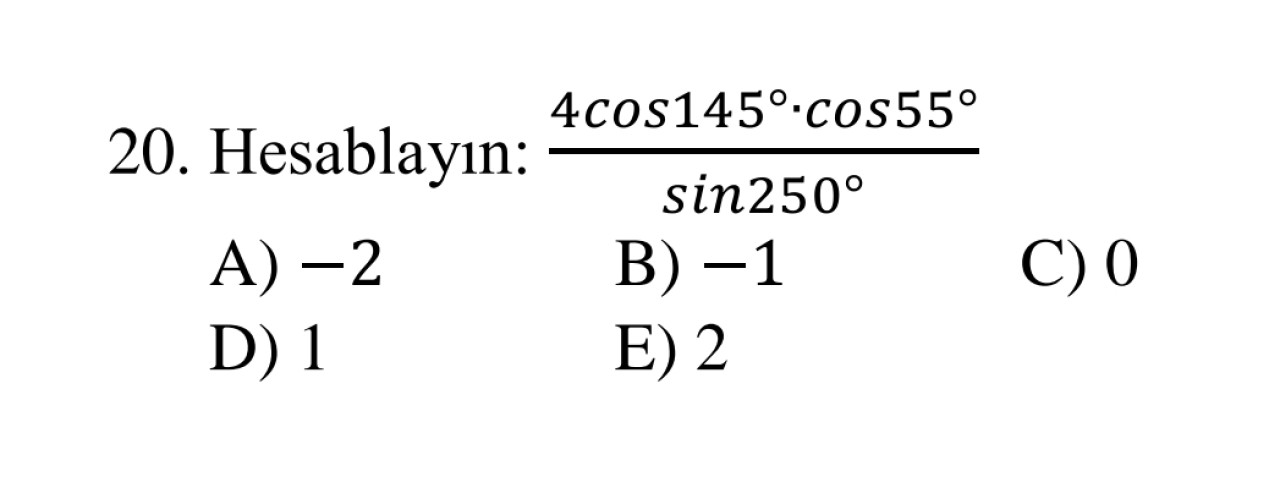 20. Hesablayın: 4cos145°·cos55° / sin250°
A) −2 B) −1 C) 0
D) 1 E) 2